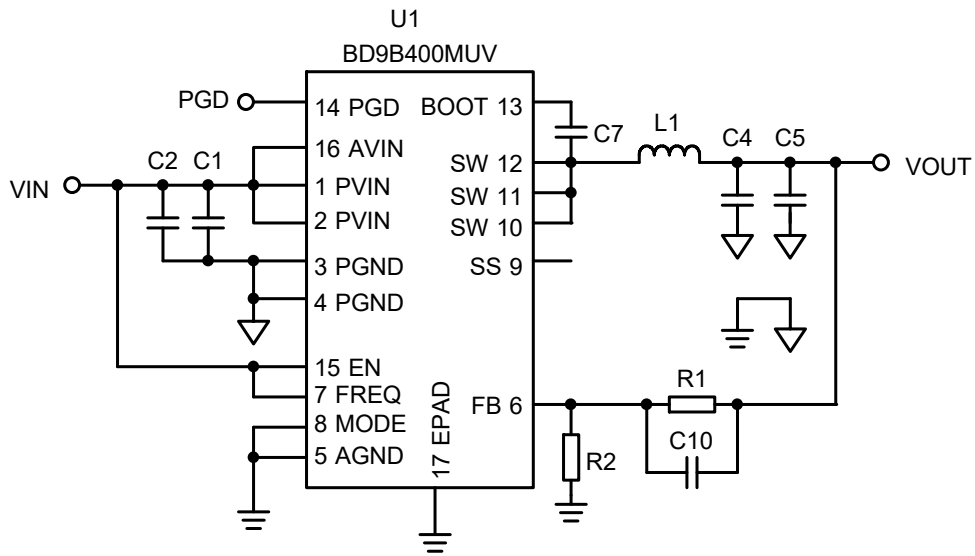 U1
BD9B400MUV
PGD
14 PGD
BOOT 13
C7
L1
C4
C5
C2
C1
16 AVIN
SW 12
VIN
1 PVIN
SW 11
VOUT
2 PVIN
SW 10
3 PGND
SS 9
4 PGND
15 EN
7 FREQ
FB 6
R1
8 MODE
C10
5 AGND
17 EPAD
R2